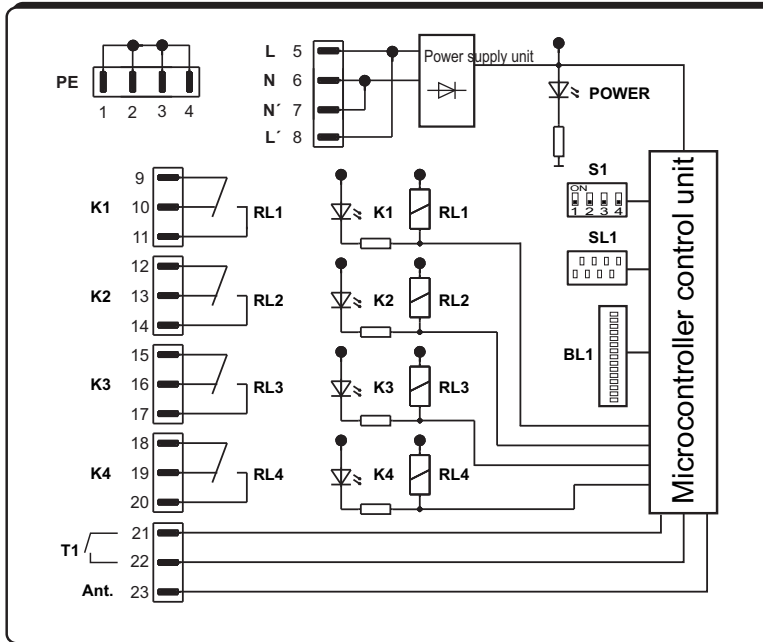 PE
1 2 3 4
L 5
N 6
N´ 7
L´ 8
Power supply unit
POWER
S1
ON
1 2 3 4
SL1
BL1
Microcontroller control unit
9
K1 10 RL1
11
K1 RL1
12
K2 13 RL2
14
K2 RL2
15
K3 16 RL3
17
K3 RL3
18
K4 19 RL4
20
K4 RL4
21
T1
22
Ant. 23